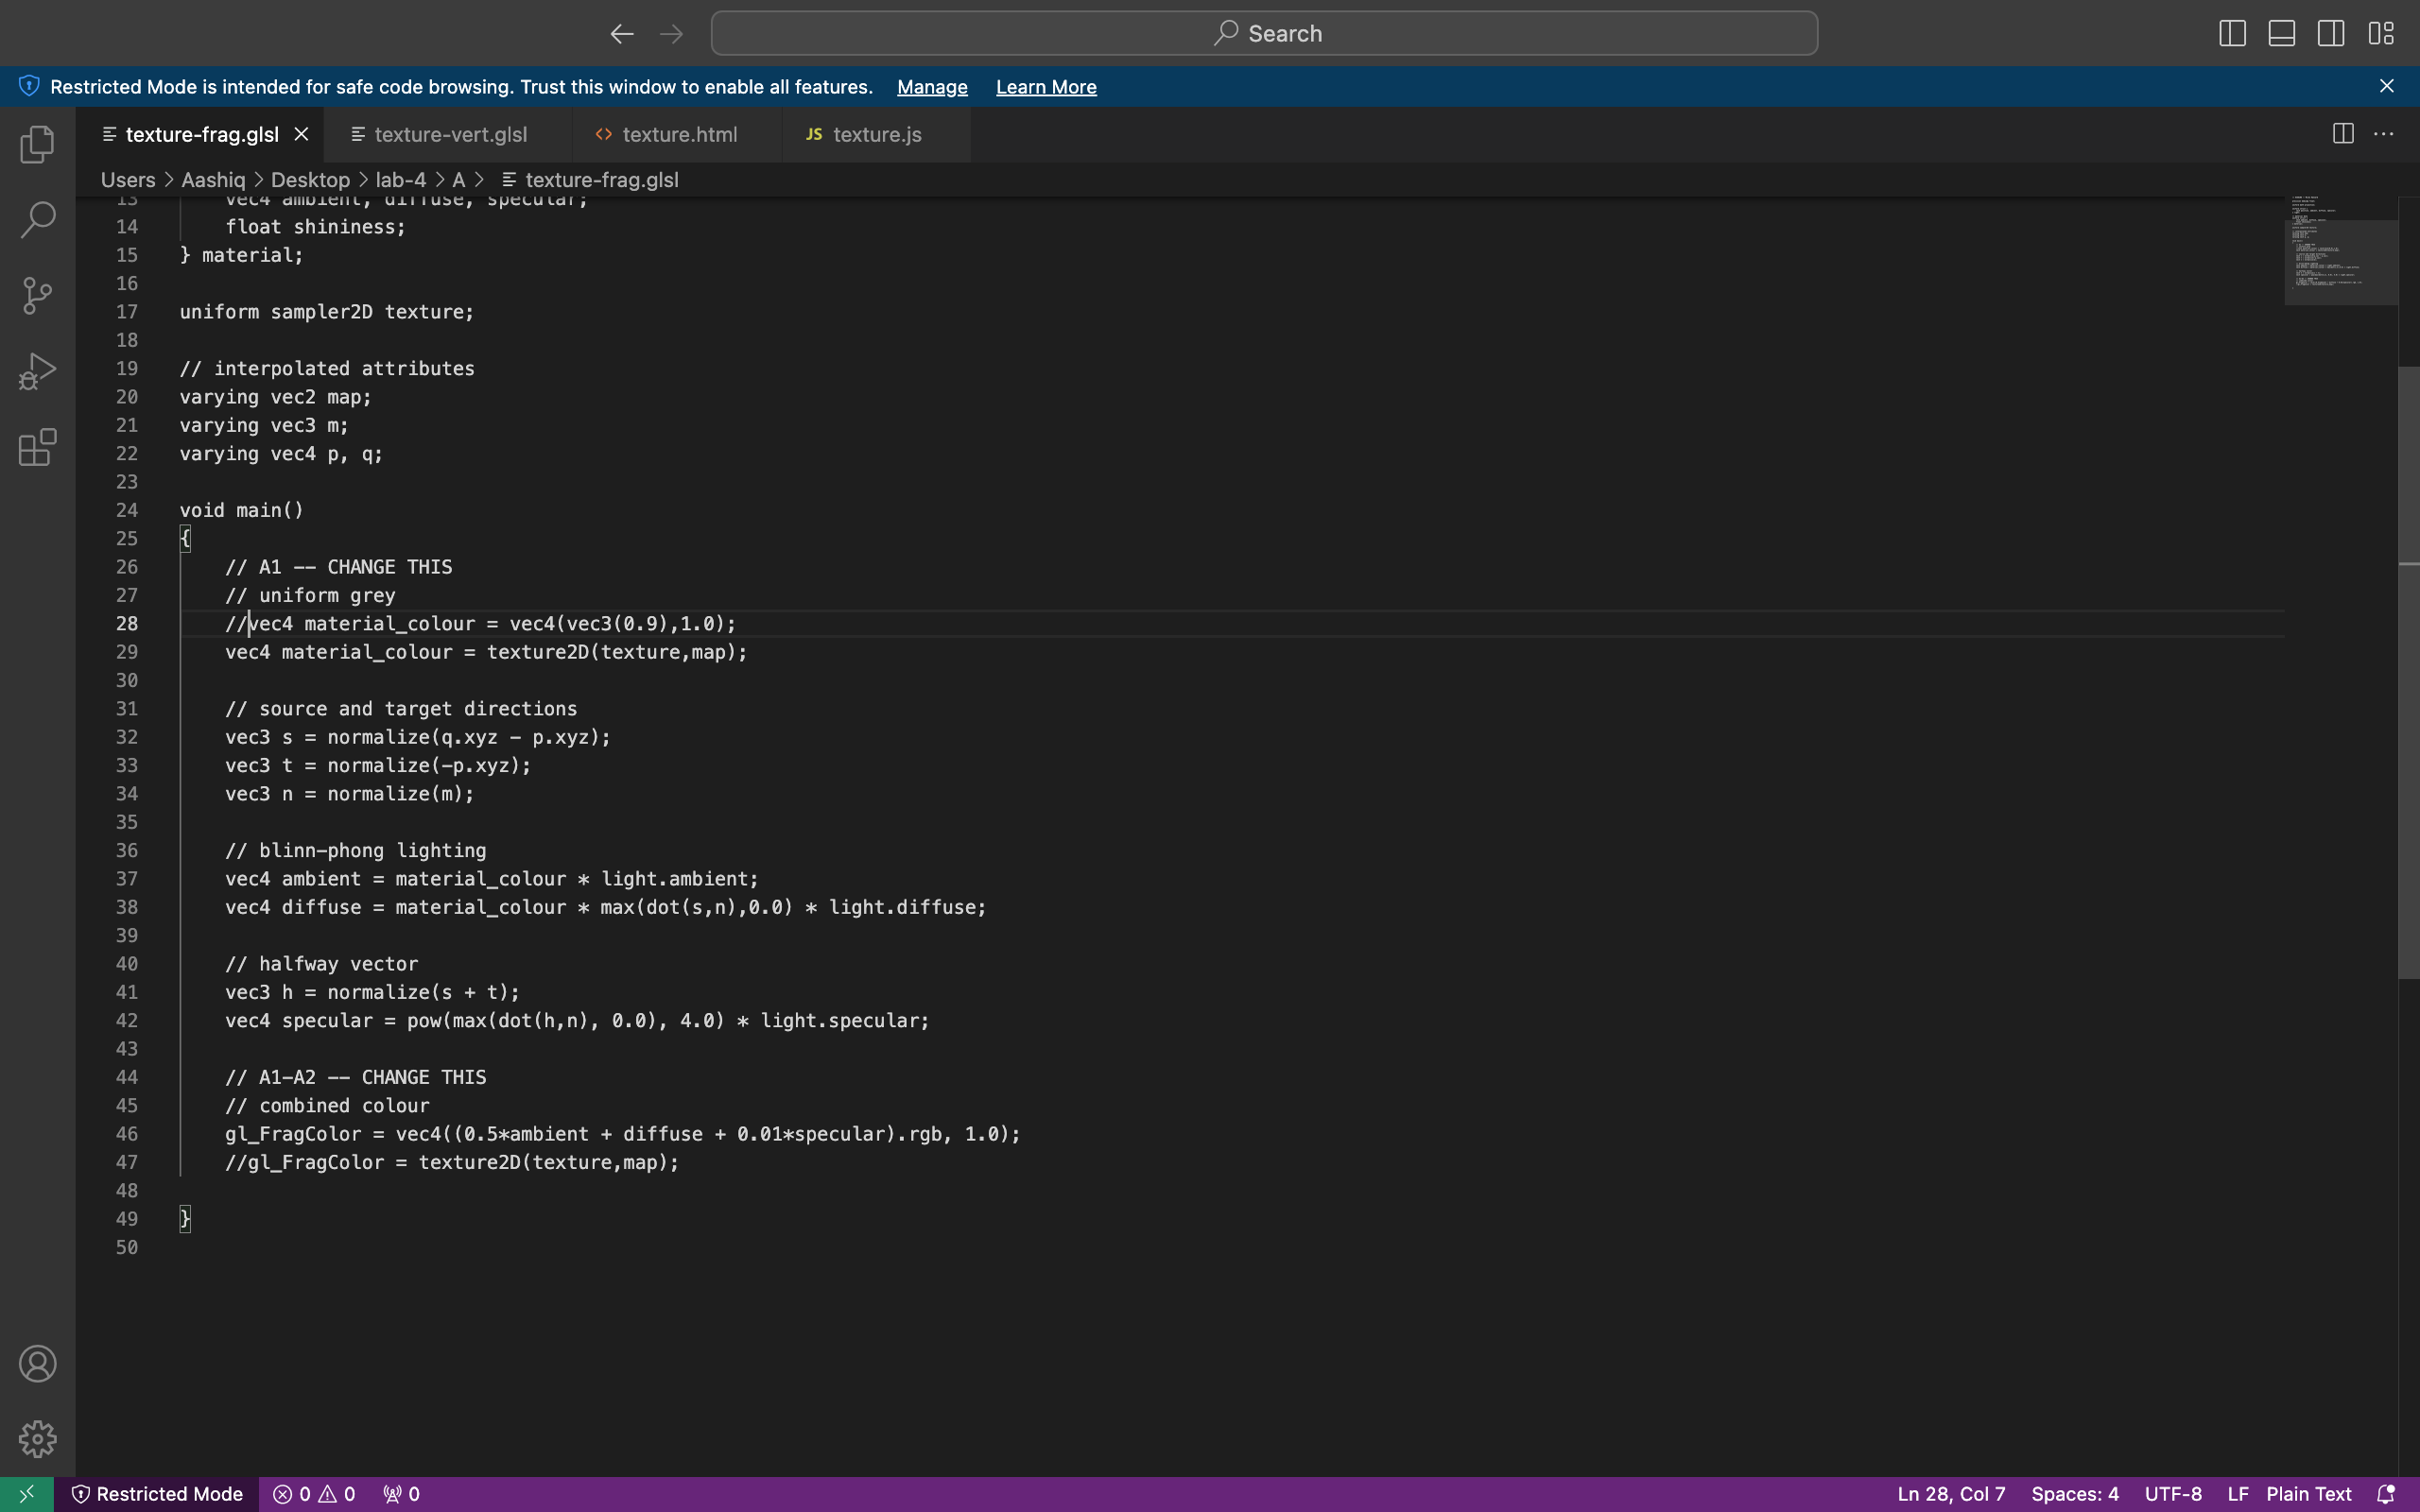 Search
Restricted Mode is intended for safe code browsing. Trust this window to enable all features. Manage Learn More
texture-frag.glsl texture-vert.glsl texture.html JS texture.js
Users > Aashiq > Desktop > lab-4 > A > texture-frag.glsl
13 vec4 ambient, diffuse, specular;
14 float shininess;
15 } material;
16
17 uniform sampler2D texture;
18
19 // interpolated attributes
20 varying vec2 map;
21 varying vec3 m;
22 varying vec4 p, q;
23
24 void main()
25 {
26 // A1 -- CHANGE THIS
27 // uniform grey
28 //vec4 material_colour = vec4(vec3(0.9),1.0);
29 vec4 material_colour = texture2D(texture,map);
30
31 // source and target directions
32 vec3 s = normalize(q.xyz - p.xyz);
33 vec3 t = normalize(-p.xyz);
34 vec3 n = normalize(m);
35
36 // blinn-phong lighting
37 vec4 ambient = material_colour * light.ambient;
38 vec4 diffuse = material_colour * max(dot(s,n),0.0) * light.diffuse;
39
40 // halfway vector
41 vec3 h = normalize(s + t);
42 vec4 specular = pow(max(dot(h,n), 0.0), 4.0) * light.specular;
43
44 // A1-A2 -- CHANGE THIS
45 // combined colour
46 gl_FragColor = vec4((0.5*ambient + diffuse + 0.01*specular).rgb, 1.0);
47 //gl_FragColor = texture2D(texture,map);
48
49 }
50
Restricted Mode 0 0 0 Ln 28, Col 7 Spaces: 4 UTF-8 LF Plain Text